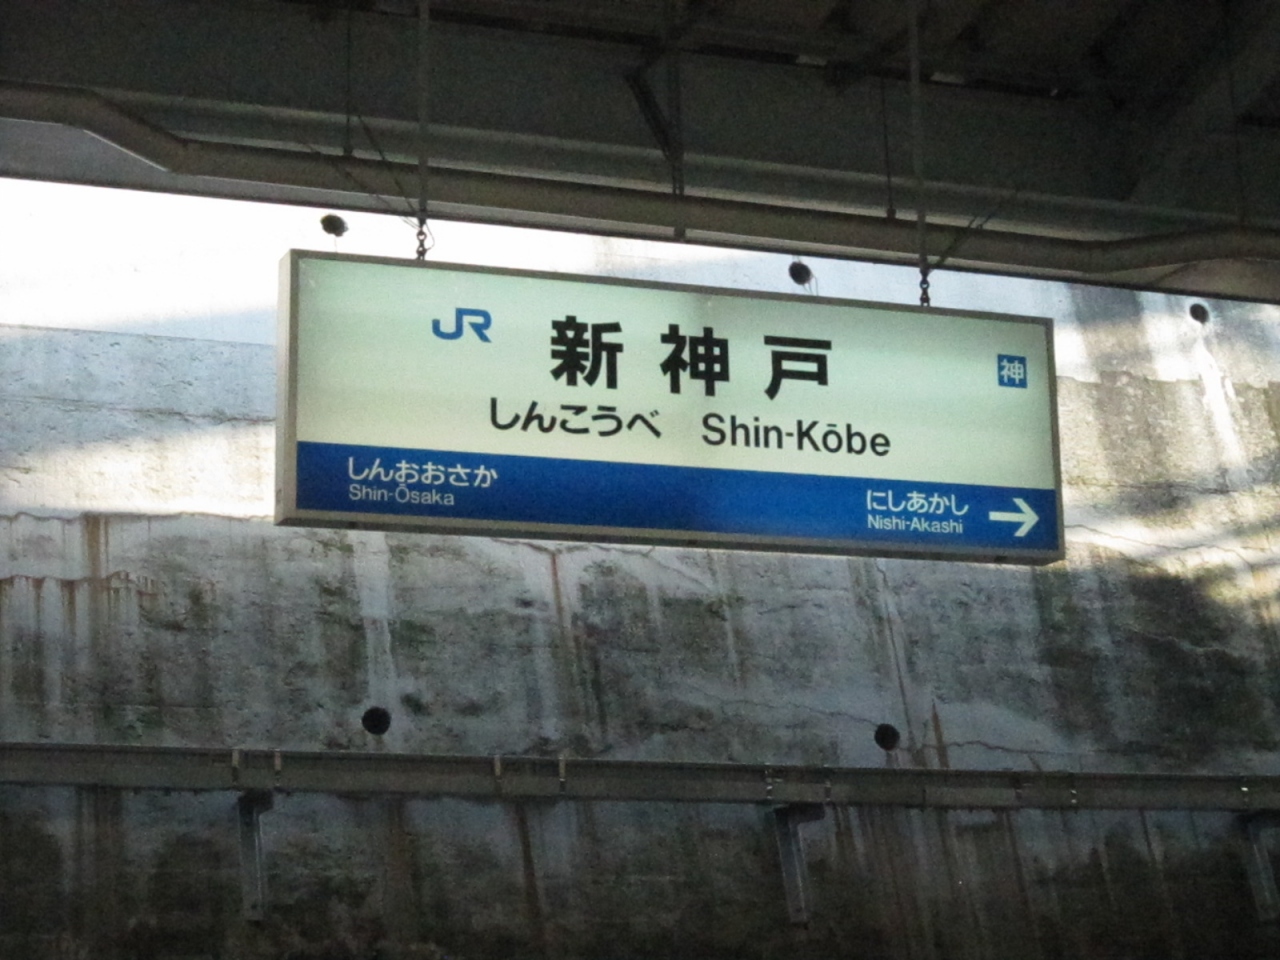 JR 新神戸 神
しんこうべ Shin-Kōbe
しんおおさか にしあかし →
Shin-Ōsaka Nishi-Akashi